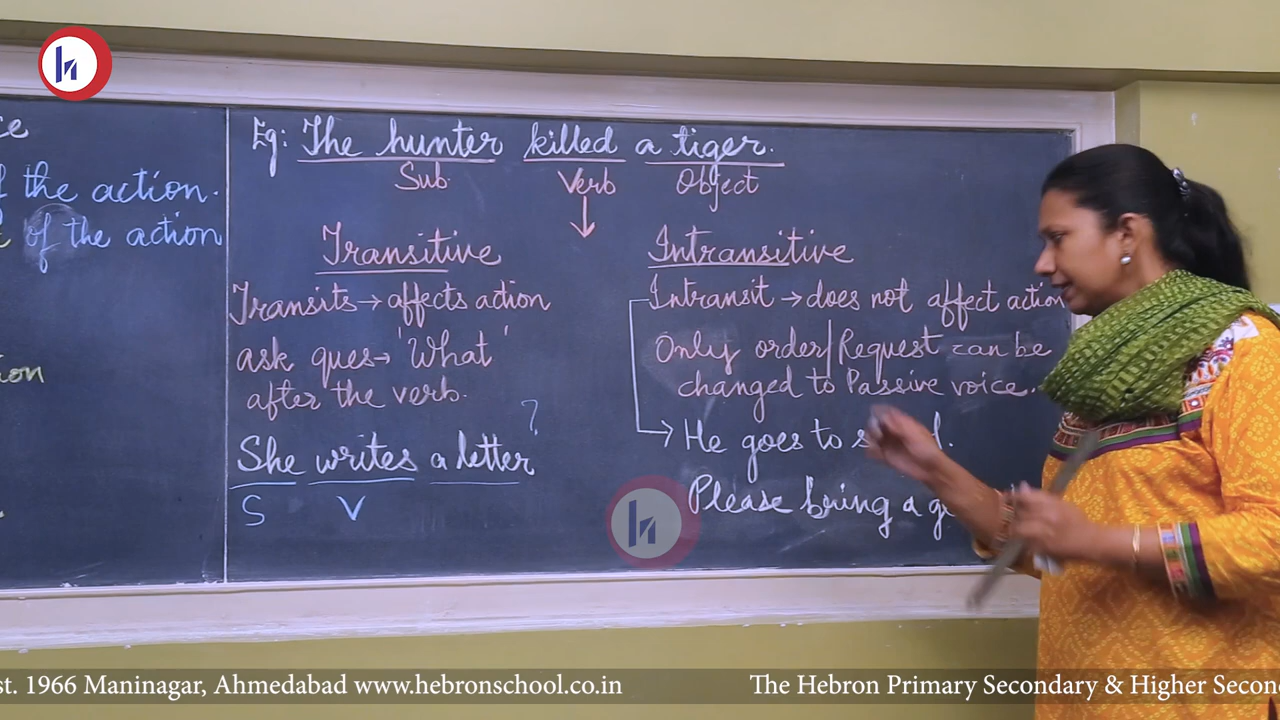 of the action.
of the action
Eg: The hunter killed a tiger.
Sub. Verb Object
Transitive
Transits → affects action
ask ques → 'What'
after the verb.
She writes a letter ?
S V
Intransitive
Intransit → does not affect action
Only order/Request can be
changed to Passive voice.
He goes to
Please bring a
st. 1966 Maninagar, Ahmedabad www.hebronschool.co.in
The Hebron Primary Secondary & Higher Secon